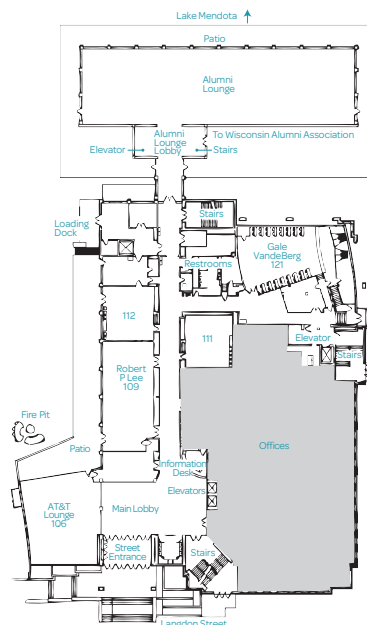 Lake Mendota
Patio
Alumni
Lounge
Alumni
Lounge
Lobby
To Wisconsin Alumni Association
Elevator
Stairs
Stairs
Loading
Dock
Gale
VandeBerg
121
Restrooms
112
111
Elevator
Stairs
Robert
P Lee
109
Fire Pit
Patio
Offices
Information
Desk
Elevators
AT&T
Lounge
106
Main Lobby
Street
Entrance
Stairs
Langdon Street